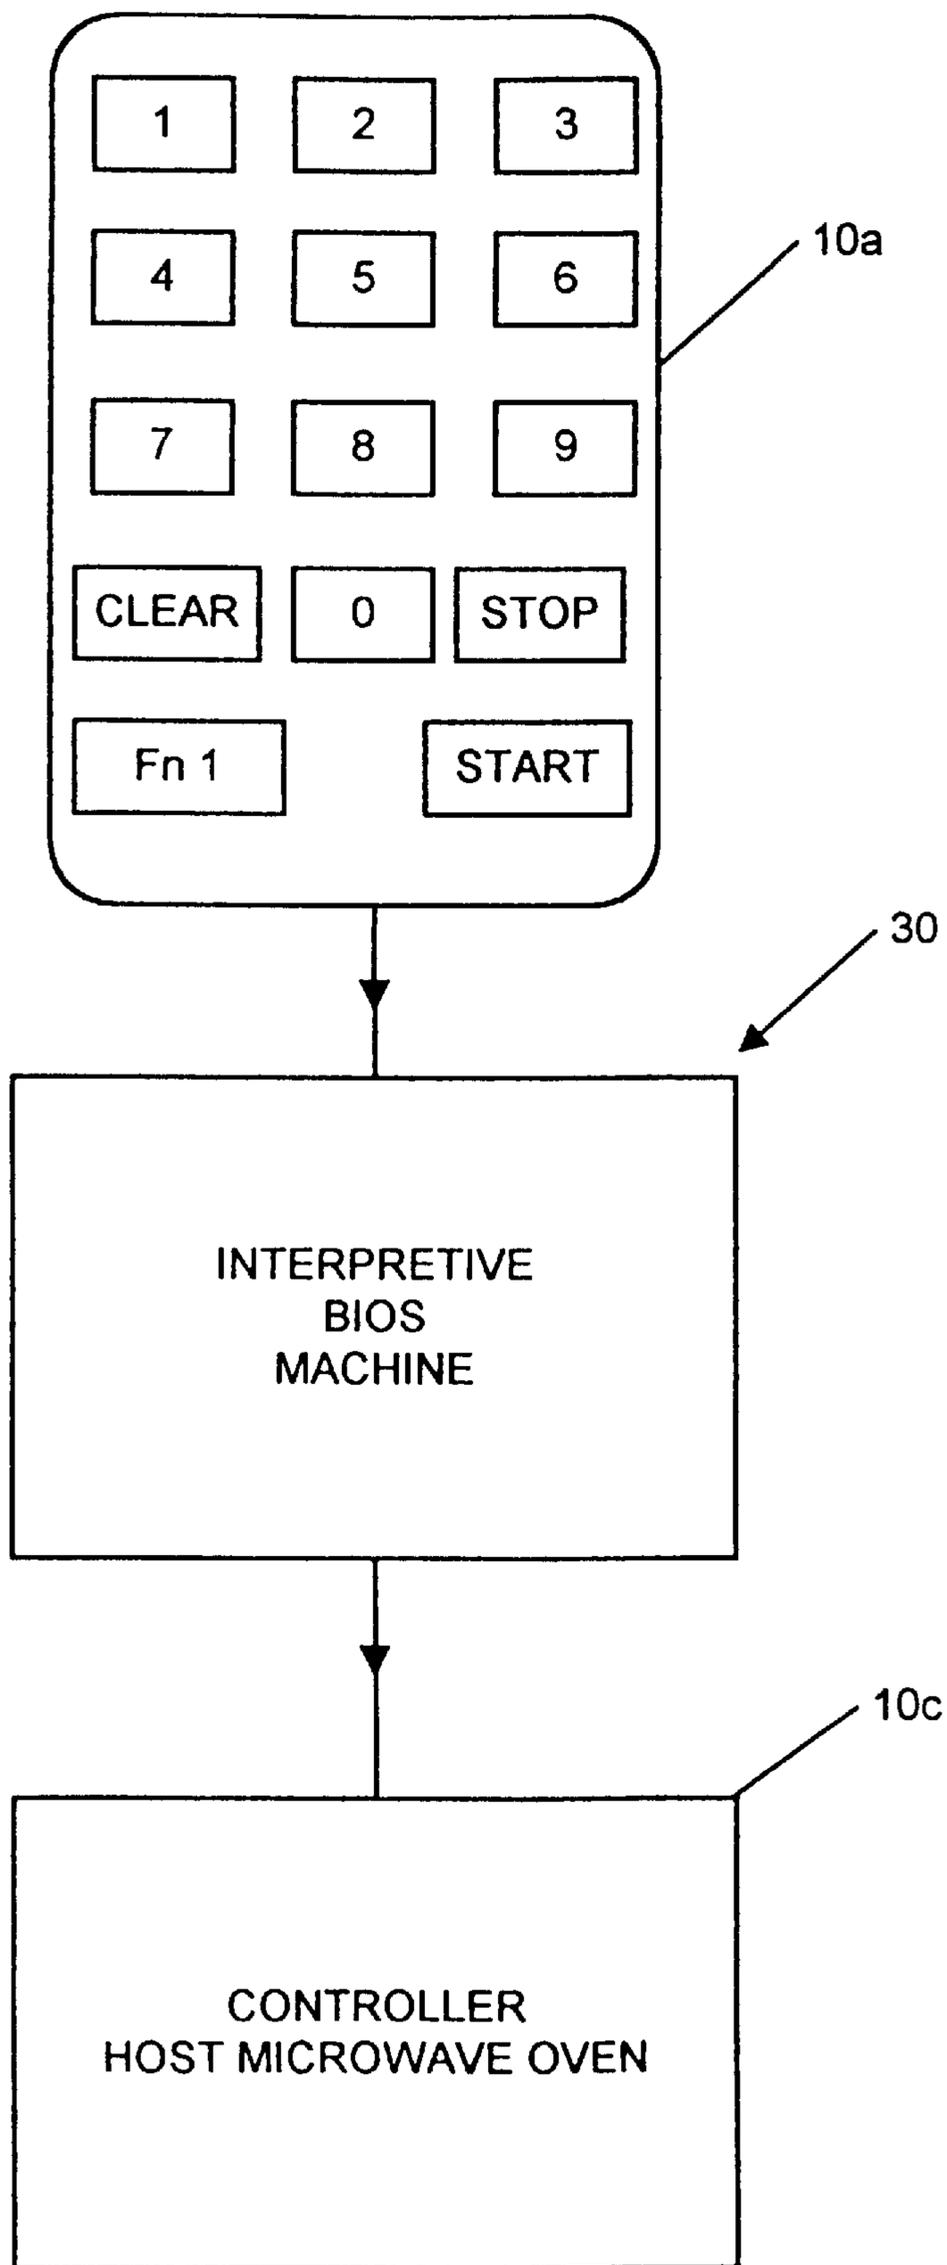 1 2 3
10a
4 5 6
7 8 9
CLEAR 0 STOP
Fn 1 START
30
INTERPRETIVE
BIOS
MACHINE
10c
CONTROLLER
HOST MICROWAVE OVEN